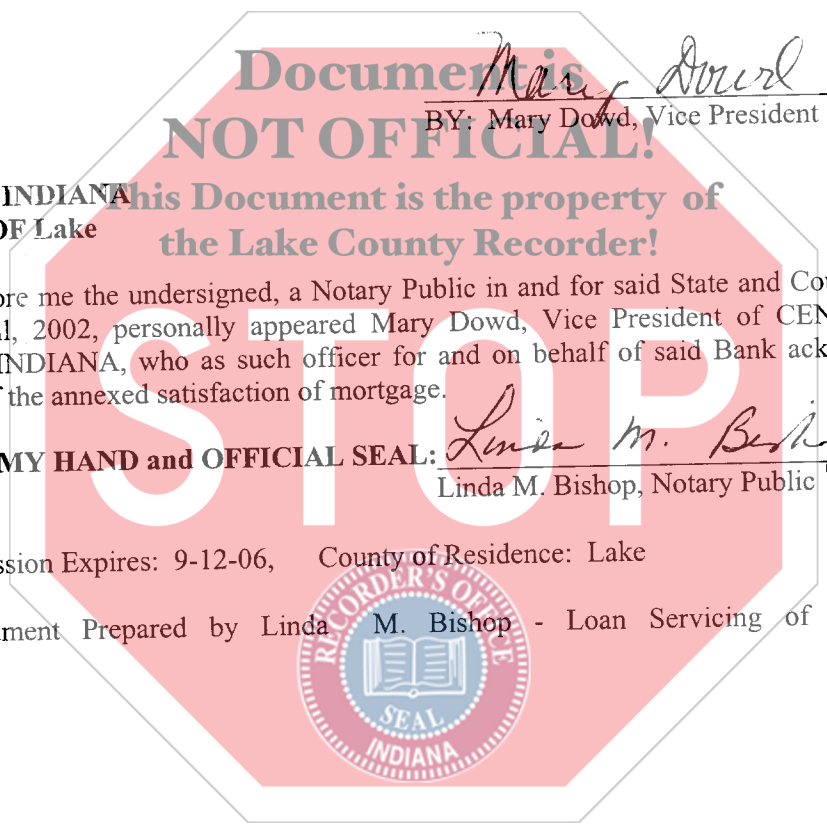 Mary Dowd
BY: Mary Dowd, Vice President
Document is
NOT OFFICIAL!
This Document is the property of
the Lake County Recorder!
INDIANA
OF Lake
ore me the undersigned, a Notary Public in and for said State and Cou
l, 2002, personally appeared Mary Dowd, Vice President of CEN
INDIANA, who as such officer for and on behalf of said Bank ack
the annexed satisfaction of mortgage.
STOP
Linda M. Bish
MY HAND and OFFICIAL SEAL:
Linda M. Bishop, Notary Public
ssion Expires: 9-12-06, County of Residence: Lake
ment Prepared by Linda M. Bishop - Loan Servicing of
RECORDER'S OFFICE
SEAL
INDIANA